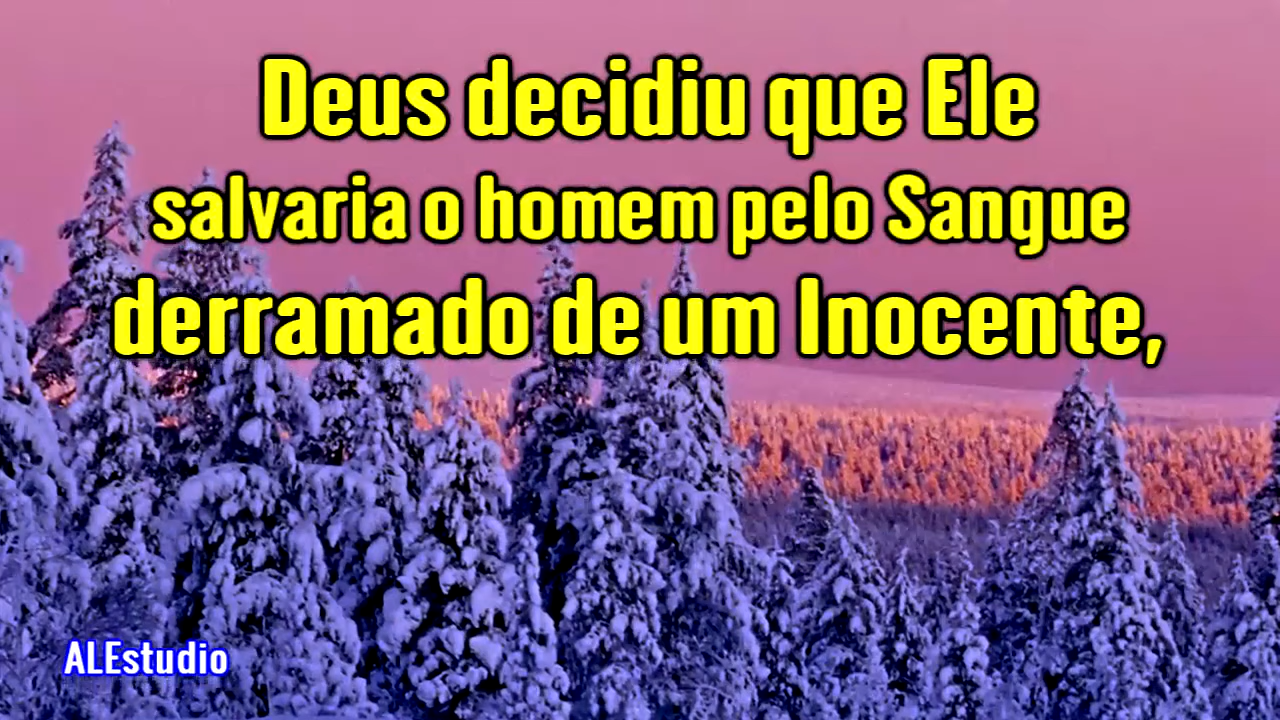 Deus decidiu que Ele
salvaria o homem pelo Sangue
derramado de um Inocente,
ALEstudio